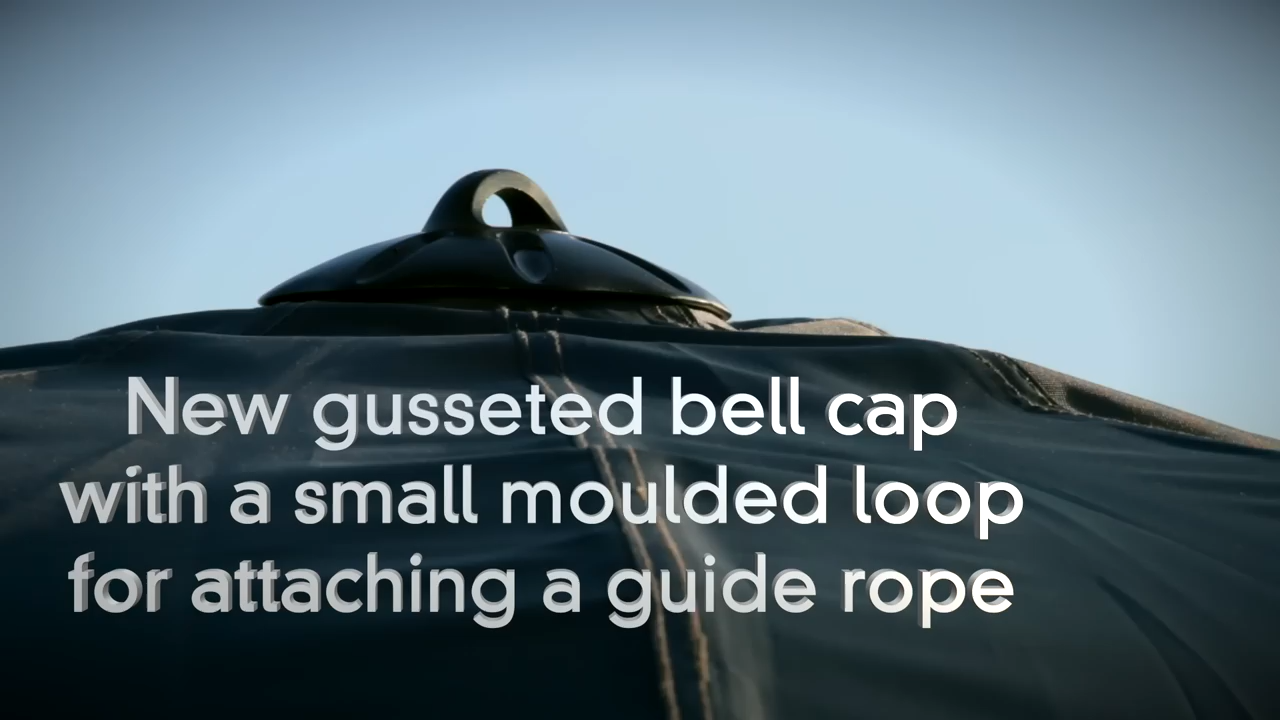 New gusseted bell cap
with a small moulded loop
for attaching a guide rope